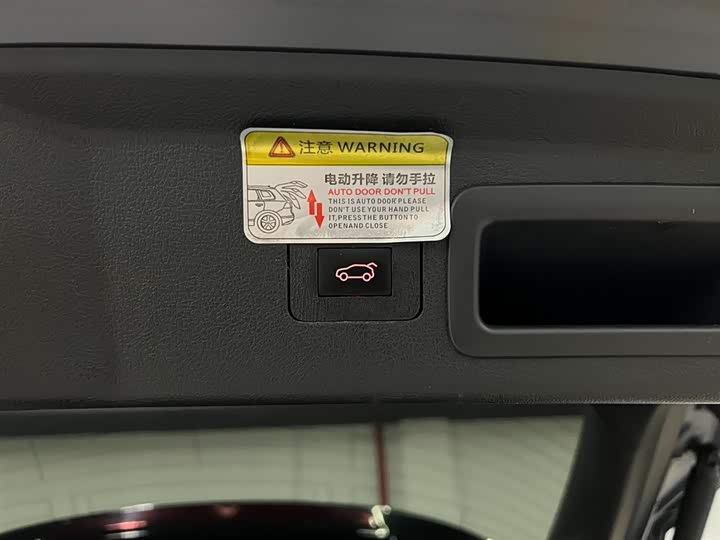 注意 WARNING
电动升降 请勿手拉
AUTO DOOR DON'T PULL
THIS IS AUTO DOOR PLEASE
DON'T USE YOUR HAND PULL
IT,PRESS THE BUTTON TO
OPENAND CLOSE